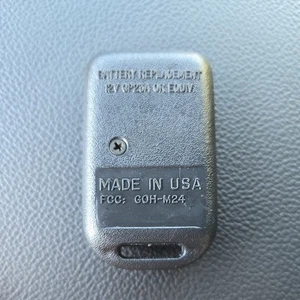 BATTERY REPLACEMENT
12V GP23A OR EQUIV.
MADE IN USA
FCC: GOH-M24